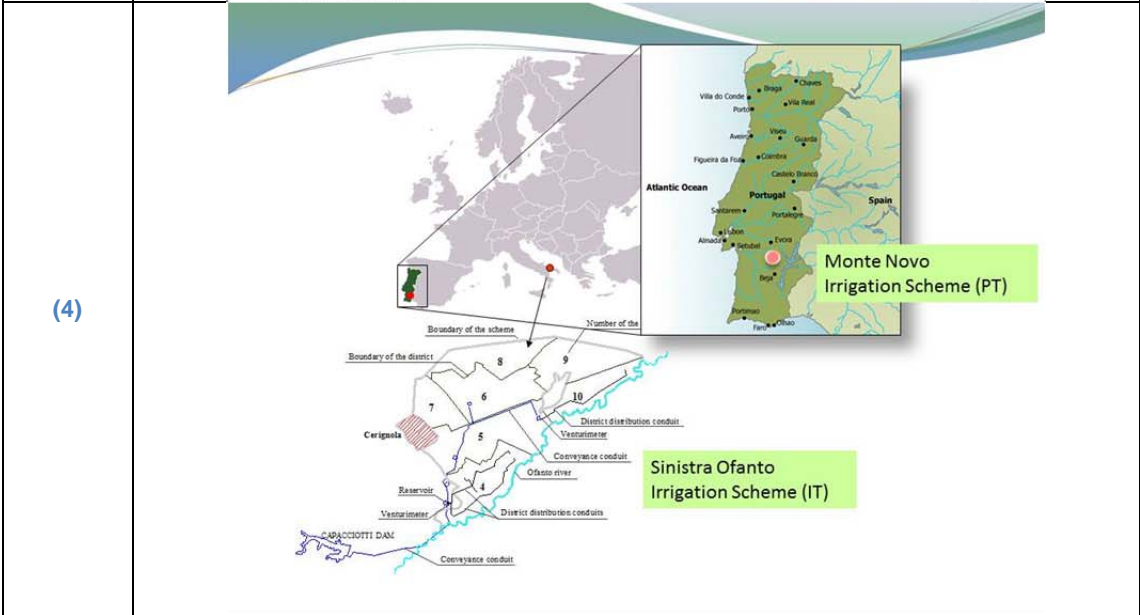 (4)
Chaves
Braga
Villa do Conde
Vila Real
Porto
Aveiro
Viseu
Guarda
Figueira da Foz
Coimbra
Castelo Branco
Atlantic Ocean
Portugal
Spain
Santarem
Portalegre
Lisbon
Almada
Setubel
Evora
Beja
Portimao
Faro
Olhao
Monte Novo
Irrigation Scheme (PT)
Boundary of the scheme
Number of the
Boundary of the district
8
9
6
10
7
District distribution conduit
Venturimeter
Cerignola
5
Conveyance conduit
Ofanto river
Sinistra Ofanto
Irrigation Scheme (IT)
4
Reservoir
Venturimeter
District distribution conduits
CAPACCIOTTI DAM
Conveyance conduit